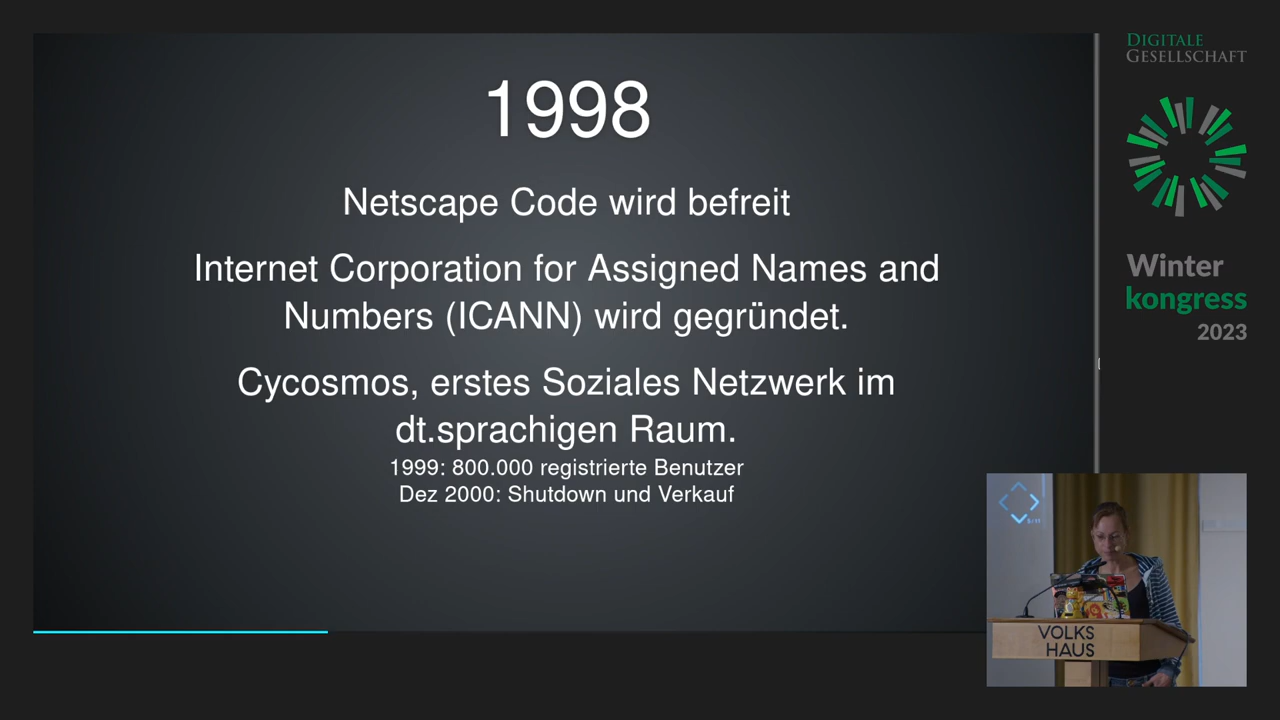 1998
Netscape Code wird befreit
Internet Corporation for Assigned Names and
Numbers (ICANN) wird gegründet.
Cycosmos, erstes Soziales Netzwerk im
dt.sprachigen Raum.
1999: 800.000 registrierte Benutzer
Dez 2000: Shutdown und Verkauf
DIGITALE
GESELLSCHAFT
Winter
kongress
2023
VOLKS
HAUS